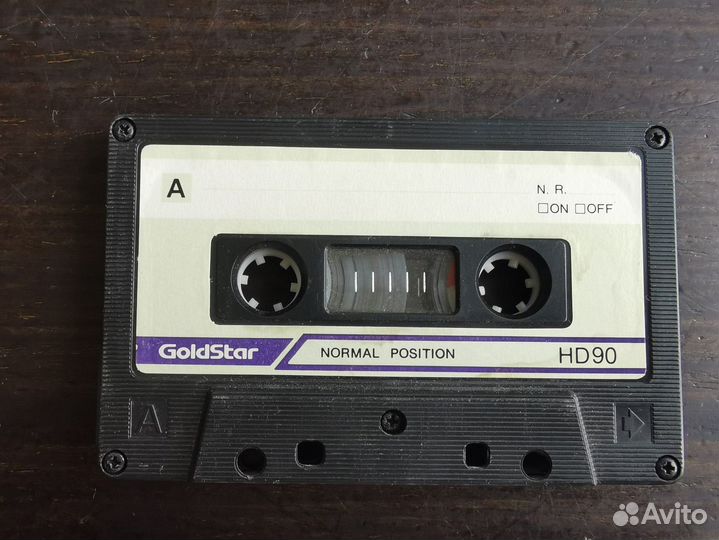 A
N. R.
☐ON ☐OFF
GoldStar
NORMAL POSITION
HD90
A
Avito